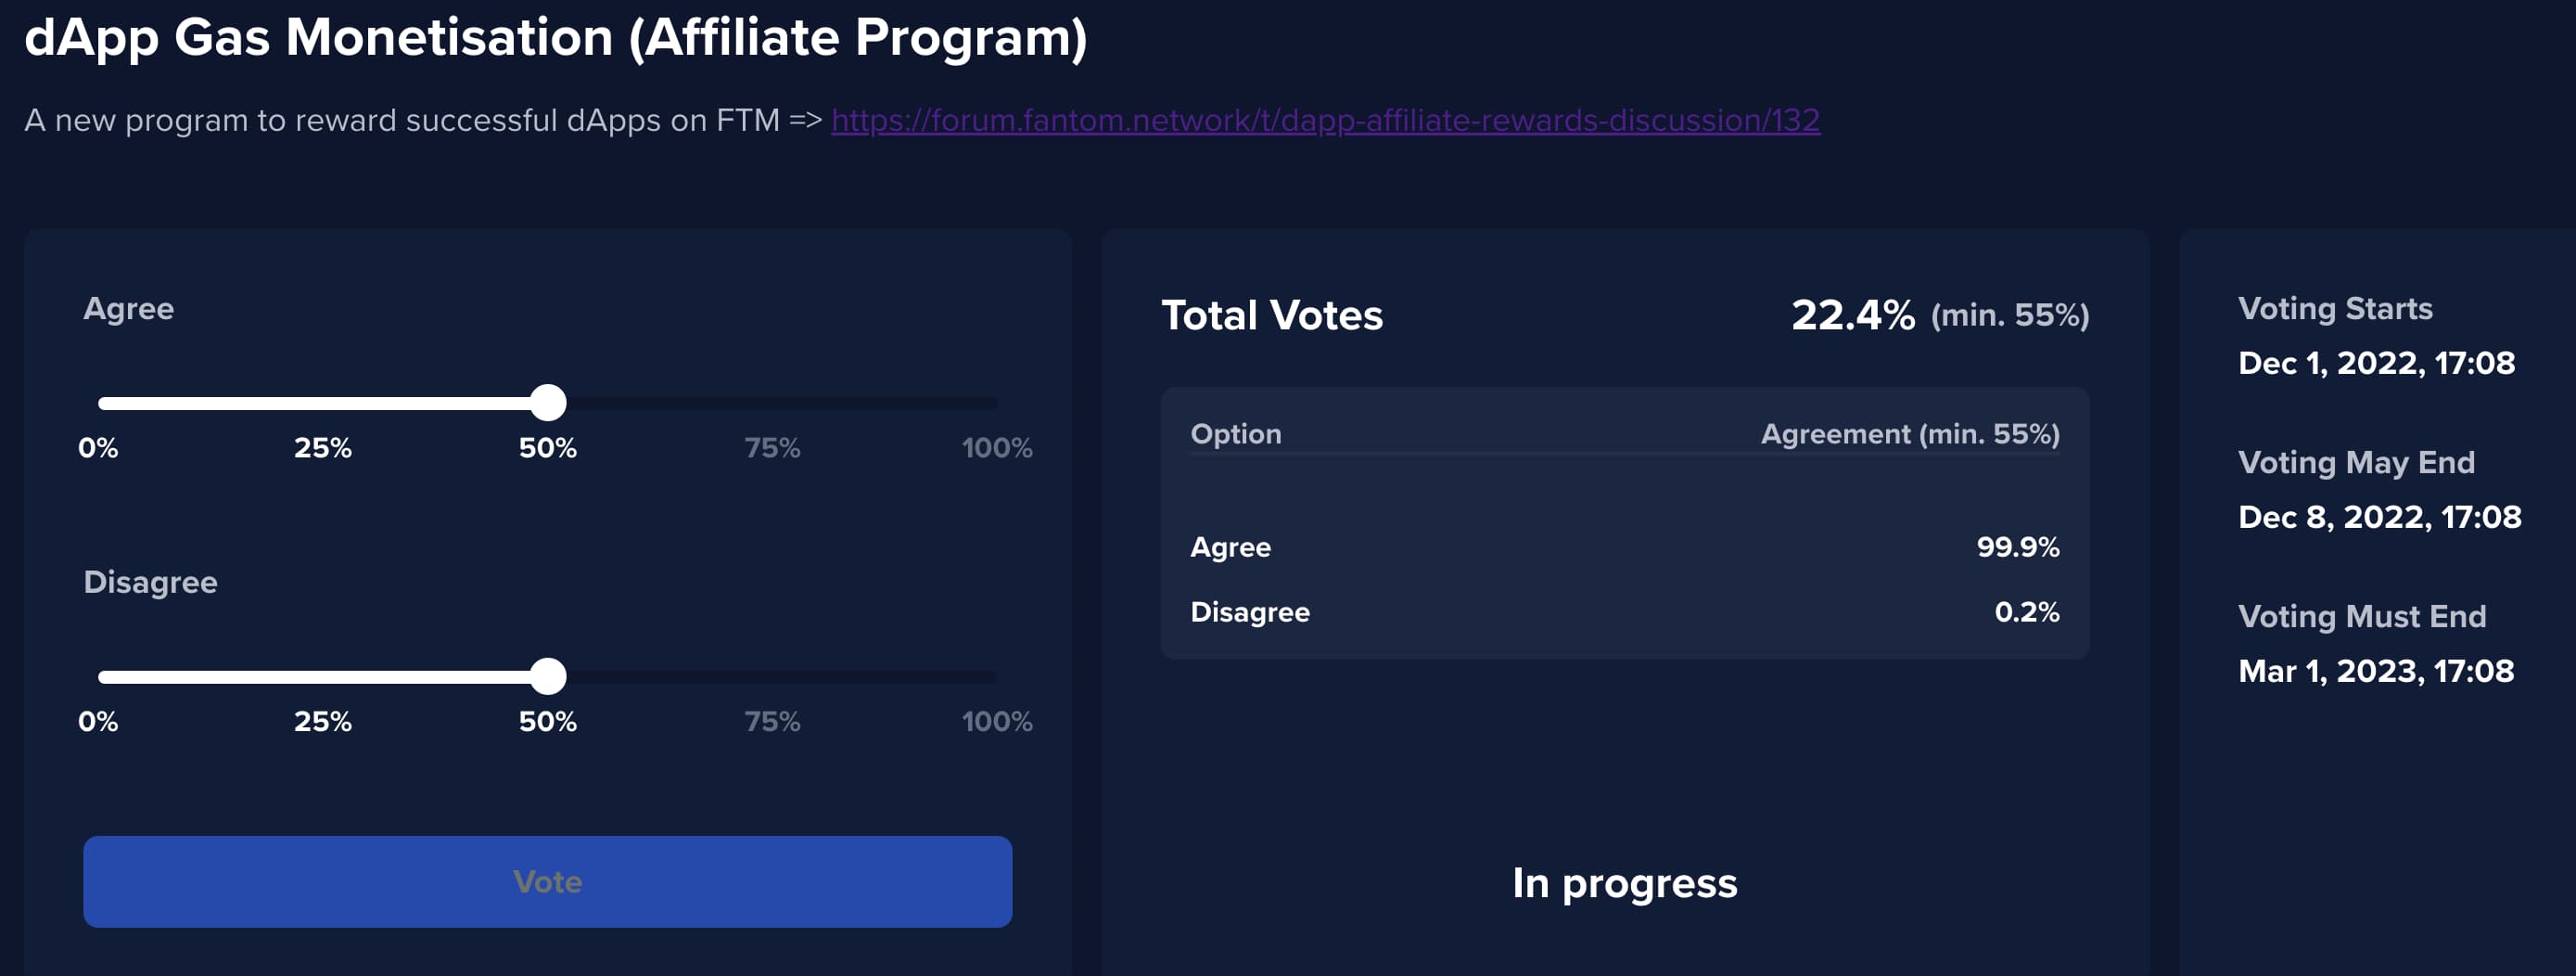 dApp Gas Monetisation (Affiliate Program)
A new program to reward successful dApps on FTM => https://forum.fantom.network/t/dapp-affiliate-rewards-discussion/132
Agree
0% 25% 50% 75% 100%
Disagree
0% 25% 50% 75% 100%
Vote
Total Votes 22.4% (min. 55%)
Option Agreement (min. 55%)
Agree 99.9%
Disagree 0.2%
In progress
Voting Starts
Dec 1, 2022, 17:08
Voting May End
Dec 8, 2022, 17:08
Voting Must End
Mar 1, 2023, 17:08